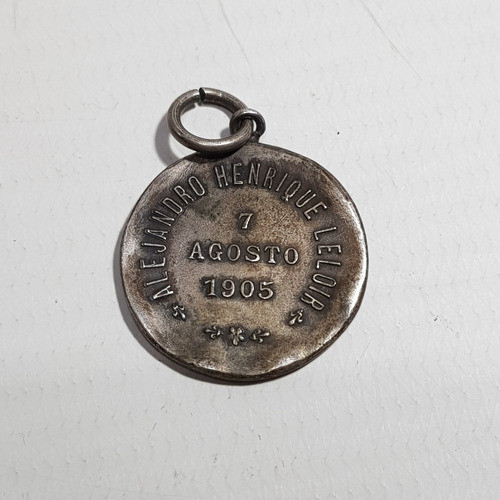 ALEJANDRO HENRIQUE LELOIR
7
AGOSTO
1905